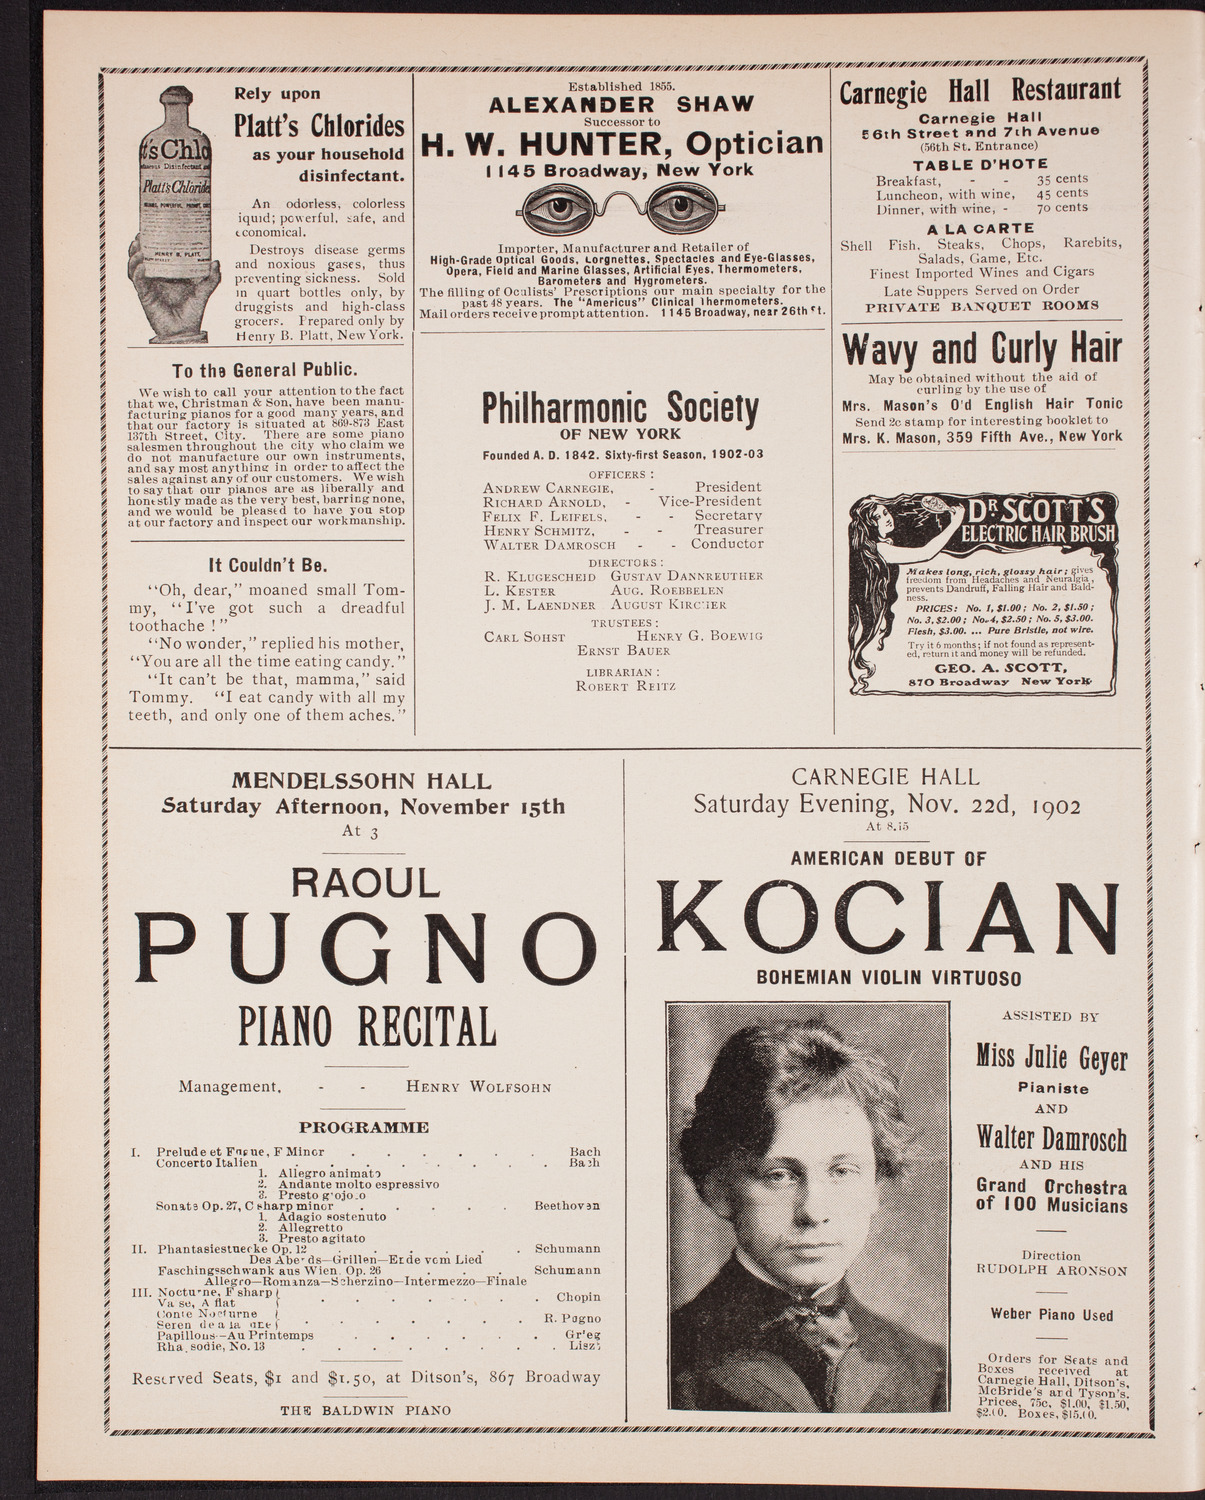 Rely upon
Platt's Chlorides
as your household
disinfectant.
An odorless, colorless
iquid; powerful, safe, and
economical.
Destroys disease germs
and noxious gases, thus
preventing sickness. Sold
in quart bottles only, by
druggists and high-class
grocers. Prepared only by
Henry B. Platt, New York.
t's Chlo
Platt's Chloride
HENRY B. PLATT,
To the General Public.
We wish to call your attention to the fact
that we, Christman & Son, have been manu-
facturing pianos for a good many years, and
that our factory is situated at 869-873 East
137th Street, City. There are some piano
salesmen throughout the city who claim we
do not manufacture our own instruments,
and say most anything in order to affect the
sales against any of our customers. We wish
to say that our pianos are as liberally and
honestly made as the very best, barring none,
and we would be pleased to have you stop
at our factory and inspect our workmanship.
It Couldn't Be.
"Oh, dear," moaned small Tom-
my, "I've got such a dreadful
toothache!"
"No wonder," replied his mother,
"You are all the time eating candy."
"It can't be that, mamma," said
Tommy. "I eat candy with all my
teeth, and only one of them aches."
Established 1855.
ALEXANDER SHAW
Successor to
H. W. HUNTER, Optician
1145 Broadway, New York
Importer, Manufacturer and Retailer of
High-Grade Optical Goods, Lorgnettes, Spectacles and Eye-Glasses,
Opera, Field and Marine Glasses, Artificial Eyes, Thermometers,
Barometers and Hygrometers.
The filling of Oculists' Prescriptions our main specialty for the
past 48 years. The "Americus" Clinical Thermometers.
Mail orders receive prompt attention. 1145 Broadway, near 26th St.
Philharmonic Society
OF NEW YORK
Founded A. D. 1842. Sixty-first Season, 1902-03
OFFICERS:
ANDREW CARNEGIE, - President
RICHARD ARNOLD, - Vice-President
FELIX F. LEIFELS, - - Secretary
HENRY SCHMITZ, - - Treasurer
WALTER DAMROSCH - - Conductor
DIRECTORS:
R. KLUGESCHEID GUSTAV DANNREUTHER
L. KESTER AUG. ROEBBELEN
J. M. LAENDNER AUGUST KIRCHER
TRUSTEES:
CARL SOHST HENRY G. BOEWIG
ERNST BAUER
LIBRARIAN:
ROBERT REITZ
Carnegie Hall Restaurant
Carnegie Hall
56th Street and 7th Avenue
(56th St. Entrance)
TABLE D'HOTE
Breakfast, - - 35 cents
Luncheon, with wine, 45 cents
Dinner, with wine, - 70 cents
A LA CARTE
Shell Fish, Steaks, Chops, Rarebits,
Salads, Game, Etc.
Finest Imported Wines and Cigars
Late Suppers Served on Order
PRIVATE BANQUET ROOMS
Wavy and Curly Hair
May be obtained without the aid of
curling by the use of
Mrs. Mason's Old English Hair Tonic
Send 2c stamp for interesting booklet to
Mrs. K. Mason, 359 Fifth Ave., New York
DR. SCOTT'S
ELECTRIC HAIR BRUSH
Makes long, rich, glossy hair; gives
freedom from Headaches and Neuralgia,
prevents Dandruff, Falling Hair and Bald-
ness.
PRICES: No. 1, $1.00; No. 2, $1.50;
No. 3, $2.00; No. 4, $2.50; No. 5, $3.00.
Flesh, $3.00. ... Pure Bristle, not wire.
Try it 6 months; if not found as represent-
ed, return it and money will be refunded.
GEO. A. SCOTT,
870 Broadway New York
MENDELSSOHN HALL
Saturday Afternoon, November 15th
At 3
RAOUL
PUGNO
PIANO RECITAL
Management, - - HENRY WOLFSOHN
PROGRAMME
I. Prelude et Fugue, F Minor . . . . . . Bach
Concerto Italien . . . . . . . . Bach
1. Allegro animato
2. Andante molto espressivo
3. Presto giojoso
Sonate Op. 27, C sharp minor . . . . . Beethoven
1. Adagio sostenuto
2. Allegretto
3. Presto agitato
II. Phantasiestuecke Op. 12 . . . . . . Schumann
Des Abends—Grillen—Ende vom Lied
Faschingsschwank aus Wien, Op. 26 . . . . Schumann
Allegro—Romanza—Scherzino—Intermezzo—Finale
III. Nocturne, F sharp
Valse, A flat . . . . . . Chopin
Conte Nocturne
Serenade a la Lune . . . . . . R. Pugno
Papillons—Au Printemps . . . . . Grieg
Rhapsodie, No. 13 . . . . . . . . Liszt
Reserved Seats, $1 and $1.50, at Ditson's, 867 Broadway
THE BALDWIN PIANO
CARNEGIE HALL
Saturday Evening, Nov. 22d, 1902
At 8.15
AMERICAN DEBUT OF
KOCIAN
BOHEMIAN VIOLIN VIRTUOSO
ASSISTED BY
Miss Julie Geyer
Pianiste
AND
Walter Damrosch
AND HIS
Grand Orchestra
of 100 Musicians
Direction
RUDOLPH ARONSON
Weber Piano Used
Orders for Seats and
Boxes received at
Carnegie Hall, Ditson's,
McBride's and Tyson's.
Prices, 75c, $1.00, $1.50,
$2.00. Boxes, $15.00.